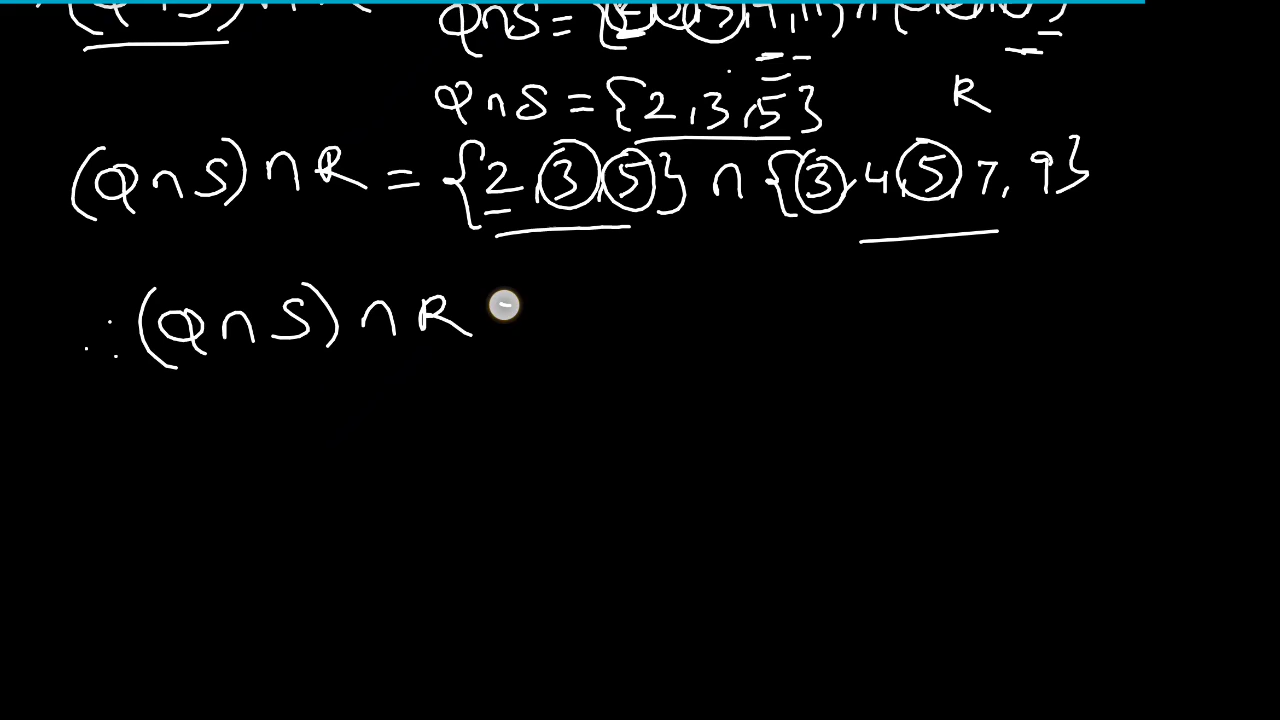 Q∩S =
Q∩S = {2,3,5} R
(Q∩S)∩R = {2,3,5} ∩ {3,4,5,7,9}
∴ (Q∩S)∩R